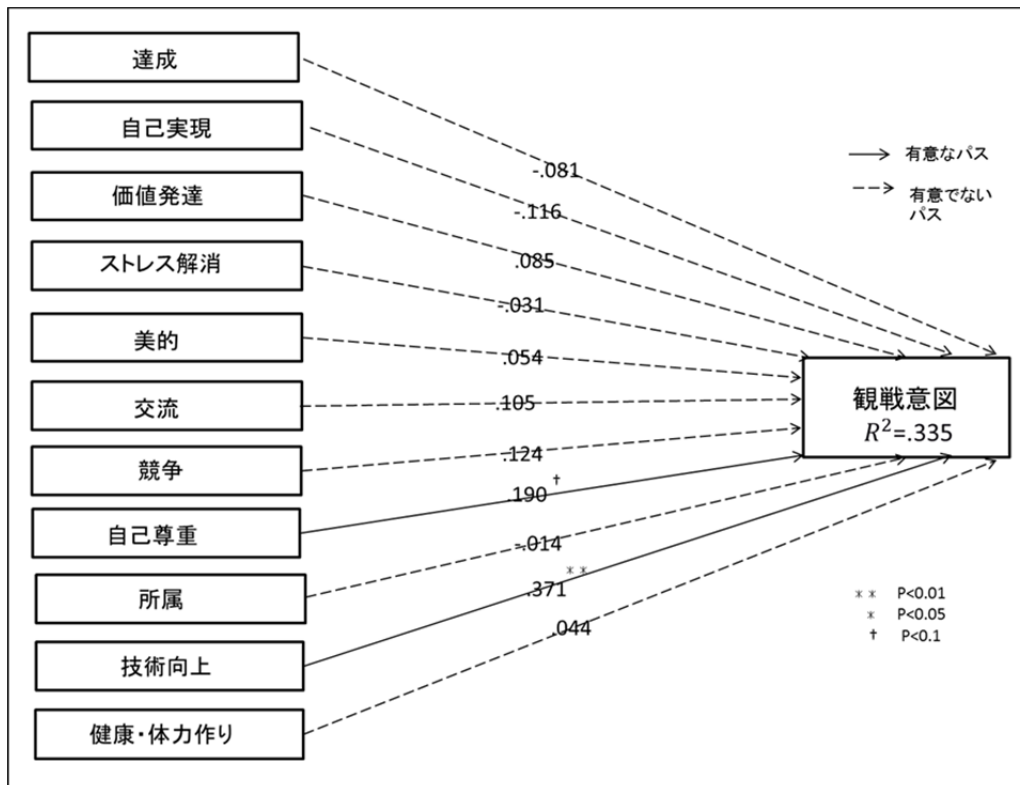 達成
自己実現
価値発達
ストレス解消
美的
交流
競争
自己尊重
所属
技術向上
健康・体力作り
-.081
-.116
.085
-.031
.054
.105
.124
.190†
-.014
.371**
.044
観戦意図
R²=.335
有意なパス
有意でない
パス
** P<0.01
* P<0.05
† P<0.1